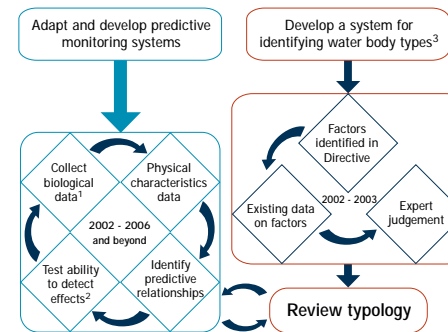 Adapt and develop predictive
monitoring systems
Develop a system for
identifying water body types³
Collect
biological
data¹
Physical
characteristics
data
2002 - 2006
and beyond
Test ability
to detect
effects²
Identify
predictive
relationships
Factors
identified in
Directive
Existing data
on factors
2002 - 2003
Expert
judgement
Review typology